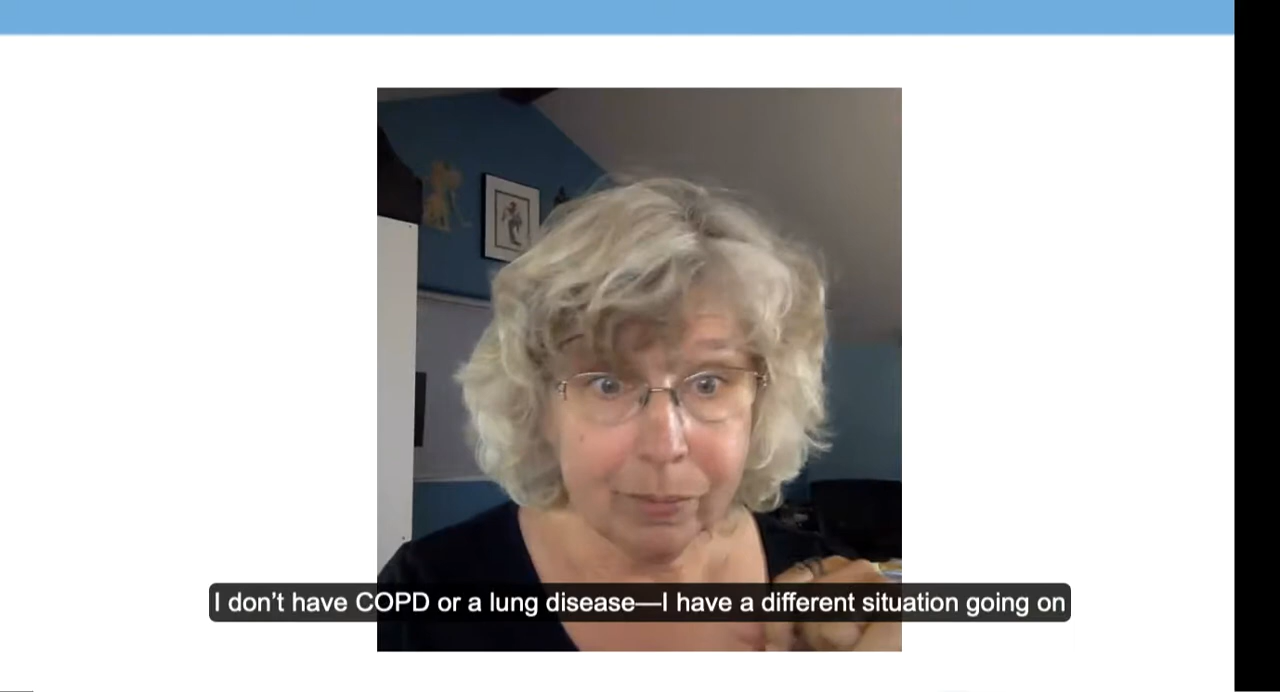 I don’t have COPD or a lung disease—I have a different situation going on